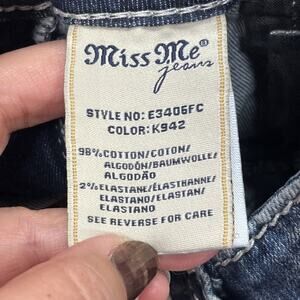 Miss Me®
jeans
STYLE NO: E3406FC
COLOR: K942
98% COTTON/COTON/
ALGODÓN/BAUMWOLLE/
ALGODÃO
2% ELASTANE/ÉLASTHANNE/
ELASTANO/ELASTAN/
ELASTANO
SEE REVERSE FOR CARE